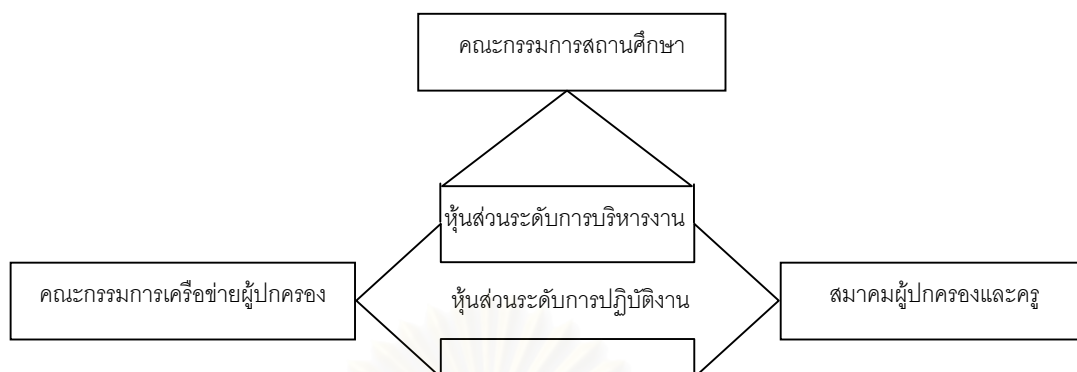 คณะกรรมการสถานศึกษา
หุ้นส่วนระดับการบริหารงาน
คณะกรรมการเครือข่ายผู้ปกครอง
หุ้นส่วนระดับการปฏิบัติงาน
สมาคมผู้ปกครองและครู